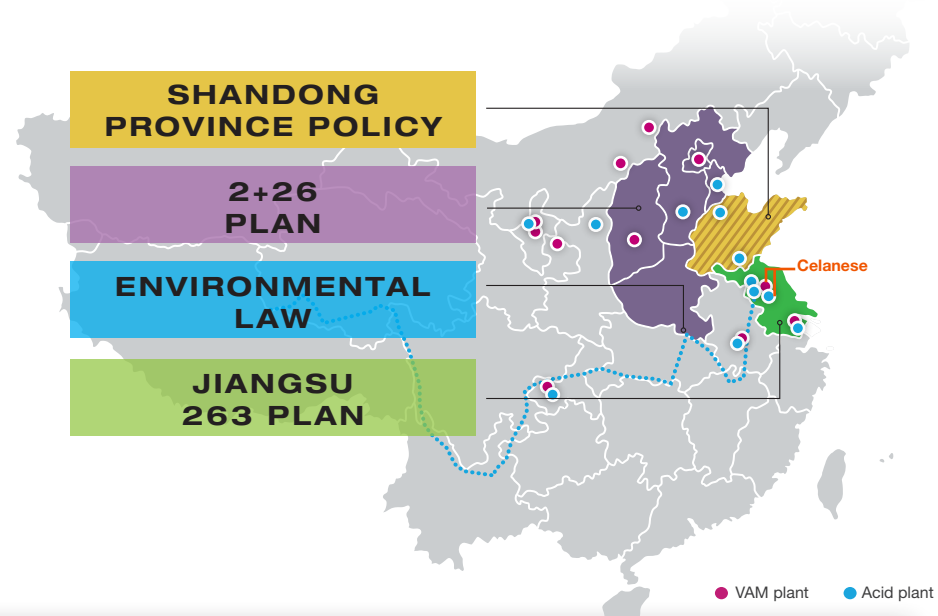 SHANDONG
PROVINCE POLICY
2+26
PLAN
ENVIRONMENTAL
LAW
JIANGSU
263 PLAN
Celanese
VAM plant
Acid plant